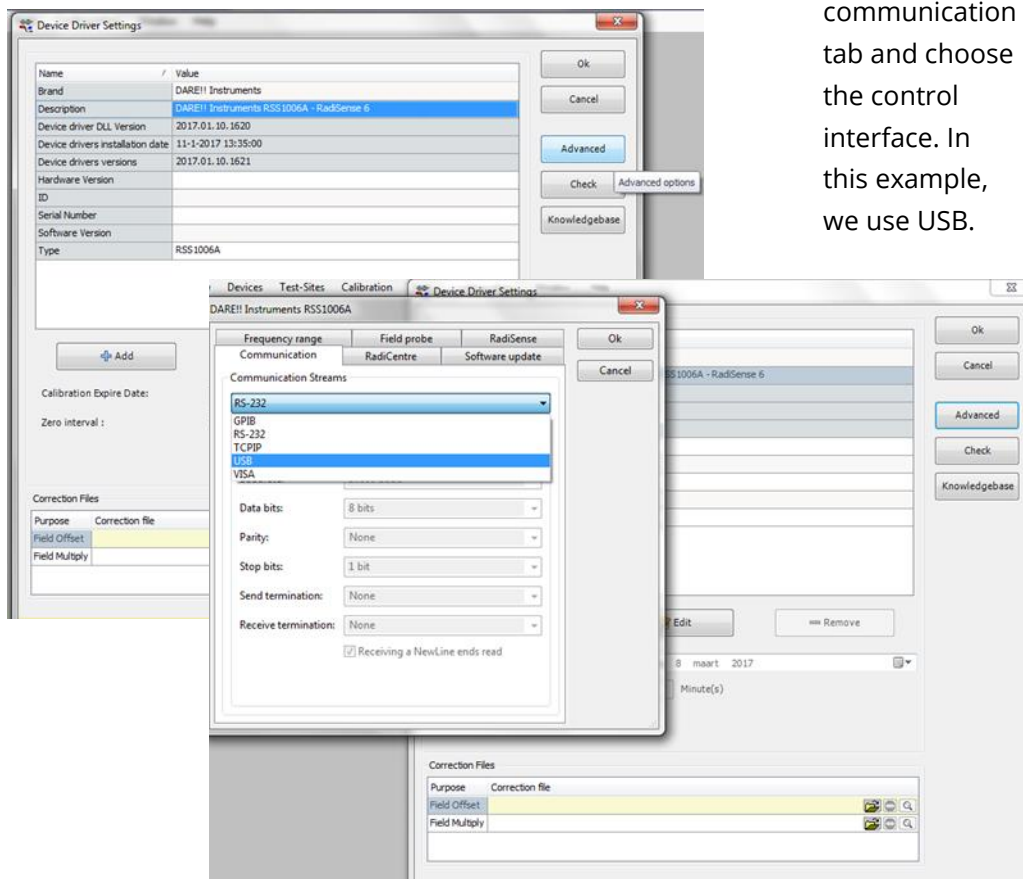 communication
tab and choose
the control
interface. In
this example,
we use USB.
Help
Device Driver Settings
Name / Value
Brand DARE!! Instruments
Description DARE!! Instruments RSS1006A - RadiSense 6
Device driver DLL Version 2017.01.10.1620
Device drivers installation date 11-1-2017 13:35:00
Device drivers versions 2017.01.10.1621
Hardware Version
ID
Serial Number
Software Version
Type RSS1006A
Ok
Cancel
Advanced
Check
Advanced options
Knowledgebase
Add
Calibration Expire Date:
Zero interval :
Correction Files
Purpose Correction file
Field Offset
Field Multiply
Devices Test-Sites Calibration
Device Driver Settings
DARE!! Instruments RSS1006A
Frequency range Field probe RadiSense
Communication RadiCentre Software update
Communication Streams
RS-232
GPIB
RS-232
TCPIP
USB
VISA
Data bits: 8 bits
Parity: None
Stop bits: 1 bit
Send termination: None
Receive termination: None
Receiving a NewLine ends read
Ok
Cancel
SS1006A - RadiSense 6
Edit
Remove
8 maart 2017
Minute(s)
Ok
Cancel
Advanced
Check
Knowledgebase
Correction Files
Purpose Correction file
Field Offset
Field Multiply